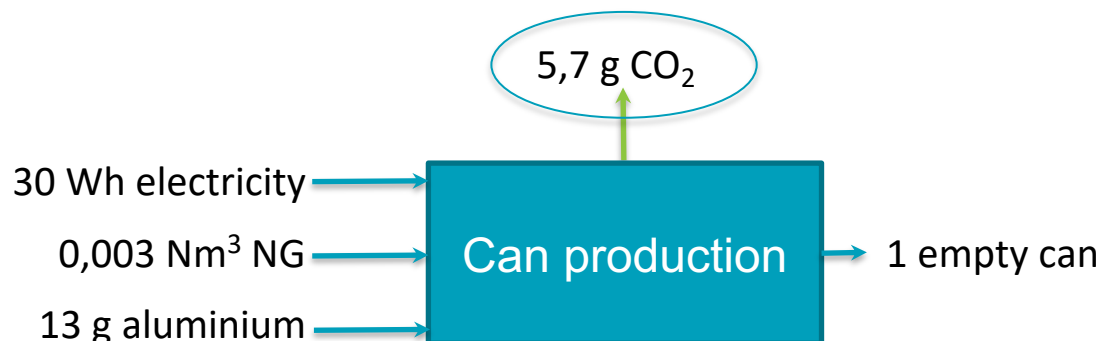 5,7 g CO₂
30 Wh electricity
0,003 Nm³ NG
Can production
1 empty can
13 g aluminium